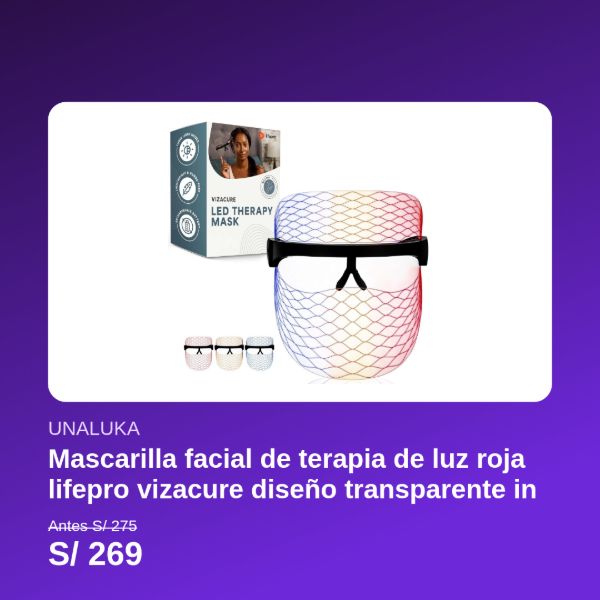 VIZACURE
LED THERAPY
MASK
UNALUKA
Mascarilla facial de terapia de luz roja
lifepro vizacure diseño transparente in
Antes S/ 275
S/ 269